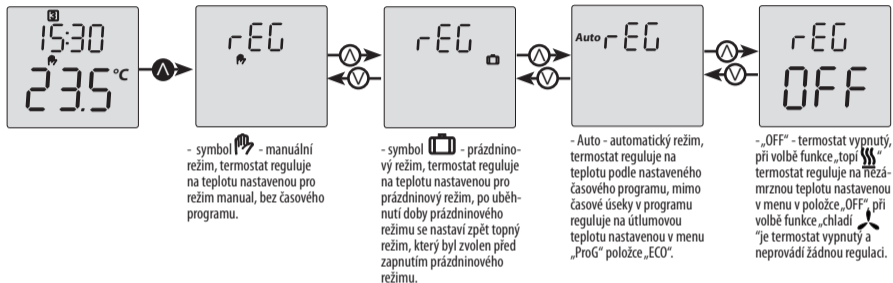 3
15:30
23.5 °C
rEG
rEG
Auto rEG
rEG
OFF
- symbol - manuální
režim, termostat reguluje
na teplotu nastavenou pro
režim manual, bez časového
programu.
- symbol - prázdnino-
vý režim, termostat reguluje
na teplotu nastavenou pro
prázdninový režim, po uběh-
nutí doby prázdninového
režimu se nastaví zpět topný
režim, který byl zvolen před
zapnutím prázdninového
režimu.
- Auto - automatický režim,
termostat reguluje na
teplotu podle nastaveného
časového programu, mimo
časové úseky v programu
reguluje na útlumovou
teplotu nastavenou v menu
„ProG“ položce „ECO“.
- „OFF“ - termostat vypnutý,
při volbě funkce „topí “
termostat reguluje na nezá-
mrznou teplotu nastavenou
v menu v položce „OFF“, při
volbě funkce „chladí
“je termostat vypnutý a
neprovádí žádnou regulaci.